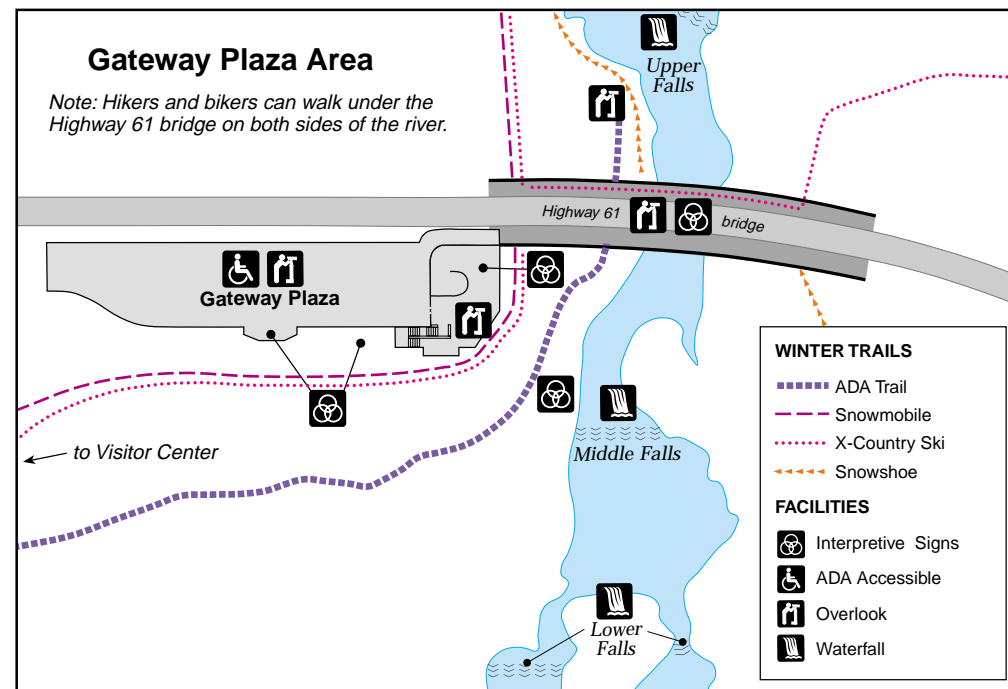 Gateway Plaza Area
Note: Hikers and bikers can walk under the
Highway 61 bridge on both sides of the river.
Upper
Falls
Highway 61
bridge
Gateway Plaza
to Visitor Center
Middle Falls
Lower
Falls
WINTER TRAILS
ADA Trail
Snowmobile
X-Country Ski
Snowshoe
FACILITIES
Interpretive Signs
ADA Accessible
Overlook
Waterfall